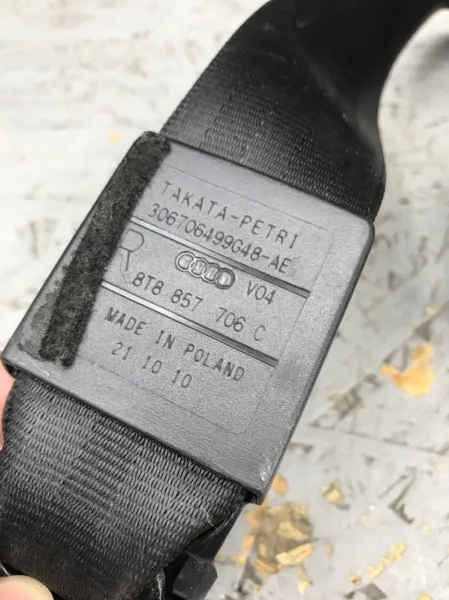 TAKATA-PETRI
306706499G48-AE
R V04
8T8 857 706 C
MADE IN POLAND
21 10 10